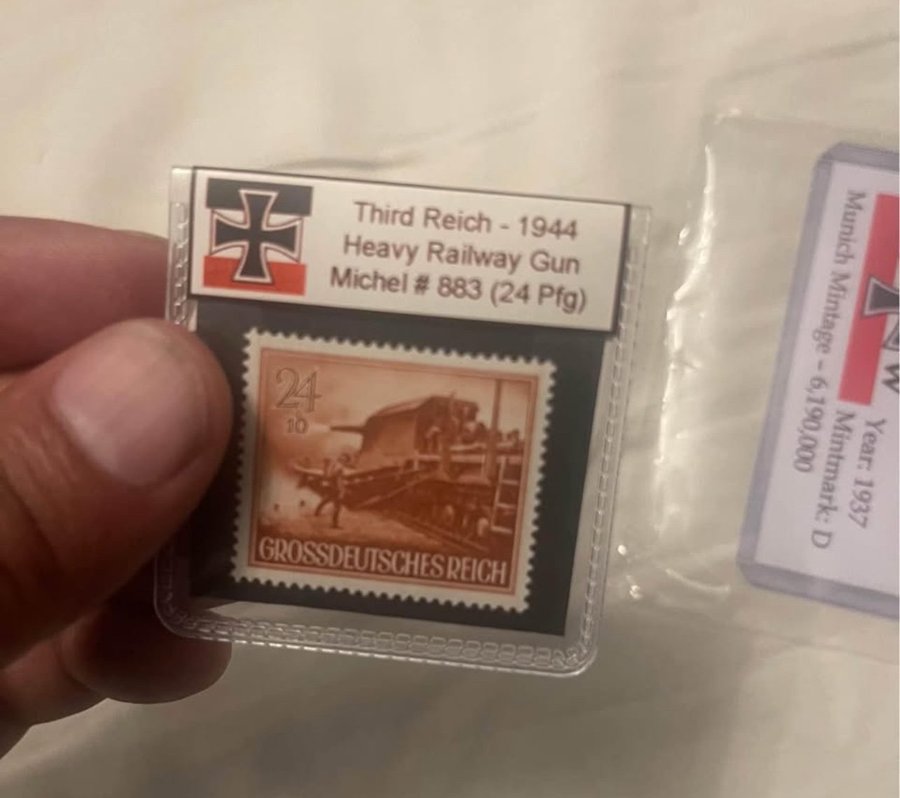 Third Reich - 1944
Heavy Railway Gun
Michel # 883 (24 Pfg)
24
10
GROSSDEUTSCHES REICH
W
Year: 1937
Mintmark: D
Munich Mintage – 6,190,000